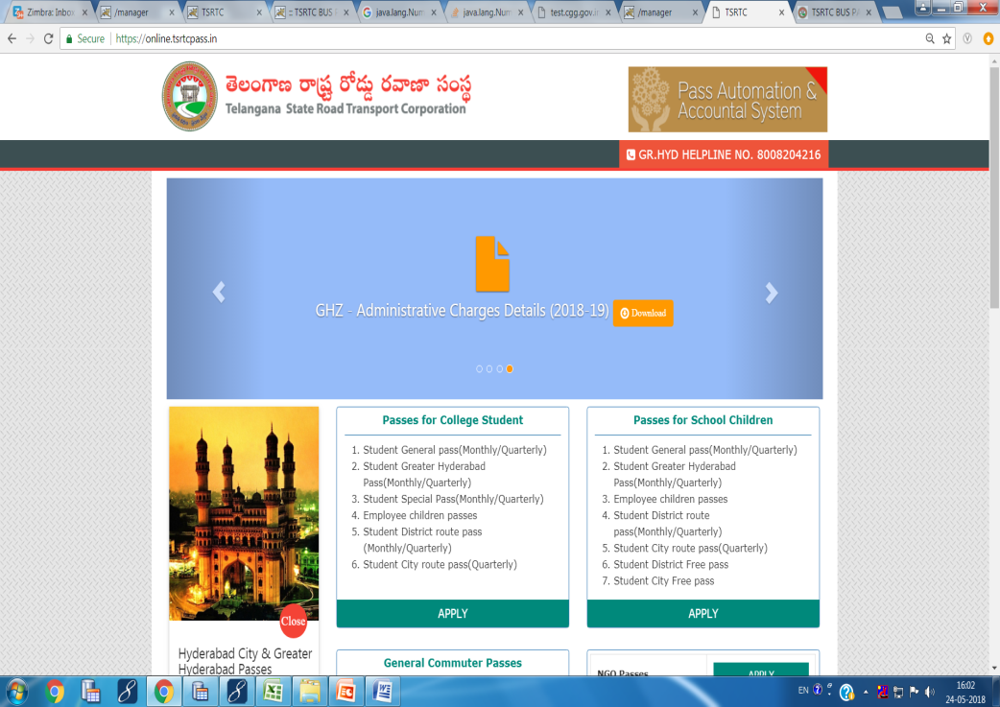 Zimbra: Inbox
/manager
TSRTC
:: TSRTC BUS
java.lang.Num
java.lang.Num
test.cgg.gov.in
/manager
TSRTC
TSRTC BUS PA
Secure https://online.tsrtcpass.in
తెలంగాణ రాష్ట్ర రోడ్డు రవాణా సంస్థ
Telangana State Road Transport Corporation
Pass Automation &
Accountal System
GR.HYD HELPLINE NO. 8008204216
GHZ - Administrative Charges Details (2018-19) Download
Close
Hyderabad City & Greater
Hyderabad Passes
Passes for College Student
1. Student General pass(Monthly/Quarterly)
2. Student Greater Hyderabad
Pass(Monthly/Quarterly)
3. Student Special Pass(Monthly/Quarterly)
4. Employee children passes
5. Student District route pass
(Monthly/Quarterly)
6. Student City route pass(Quarterly)
APPLY
Passes for School Children
1. Student General pass(Monthly/Quarterly)
2. Student Greater Hyderabad
Pass(Monthly/Quarterly)
3. Employee children passes
4. Student District route
pass(Monthly/Quarterly)
5. Student City route pass(Quarterly)
6. Student District Free pass
7. Student City Free pass
APPLY
General Commuter Passes
NGO Passes
APPLY
EN
16:02
24-05-2018